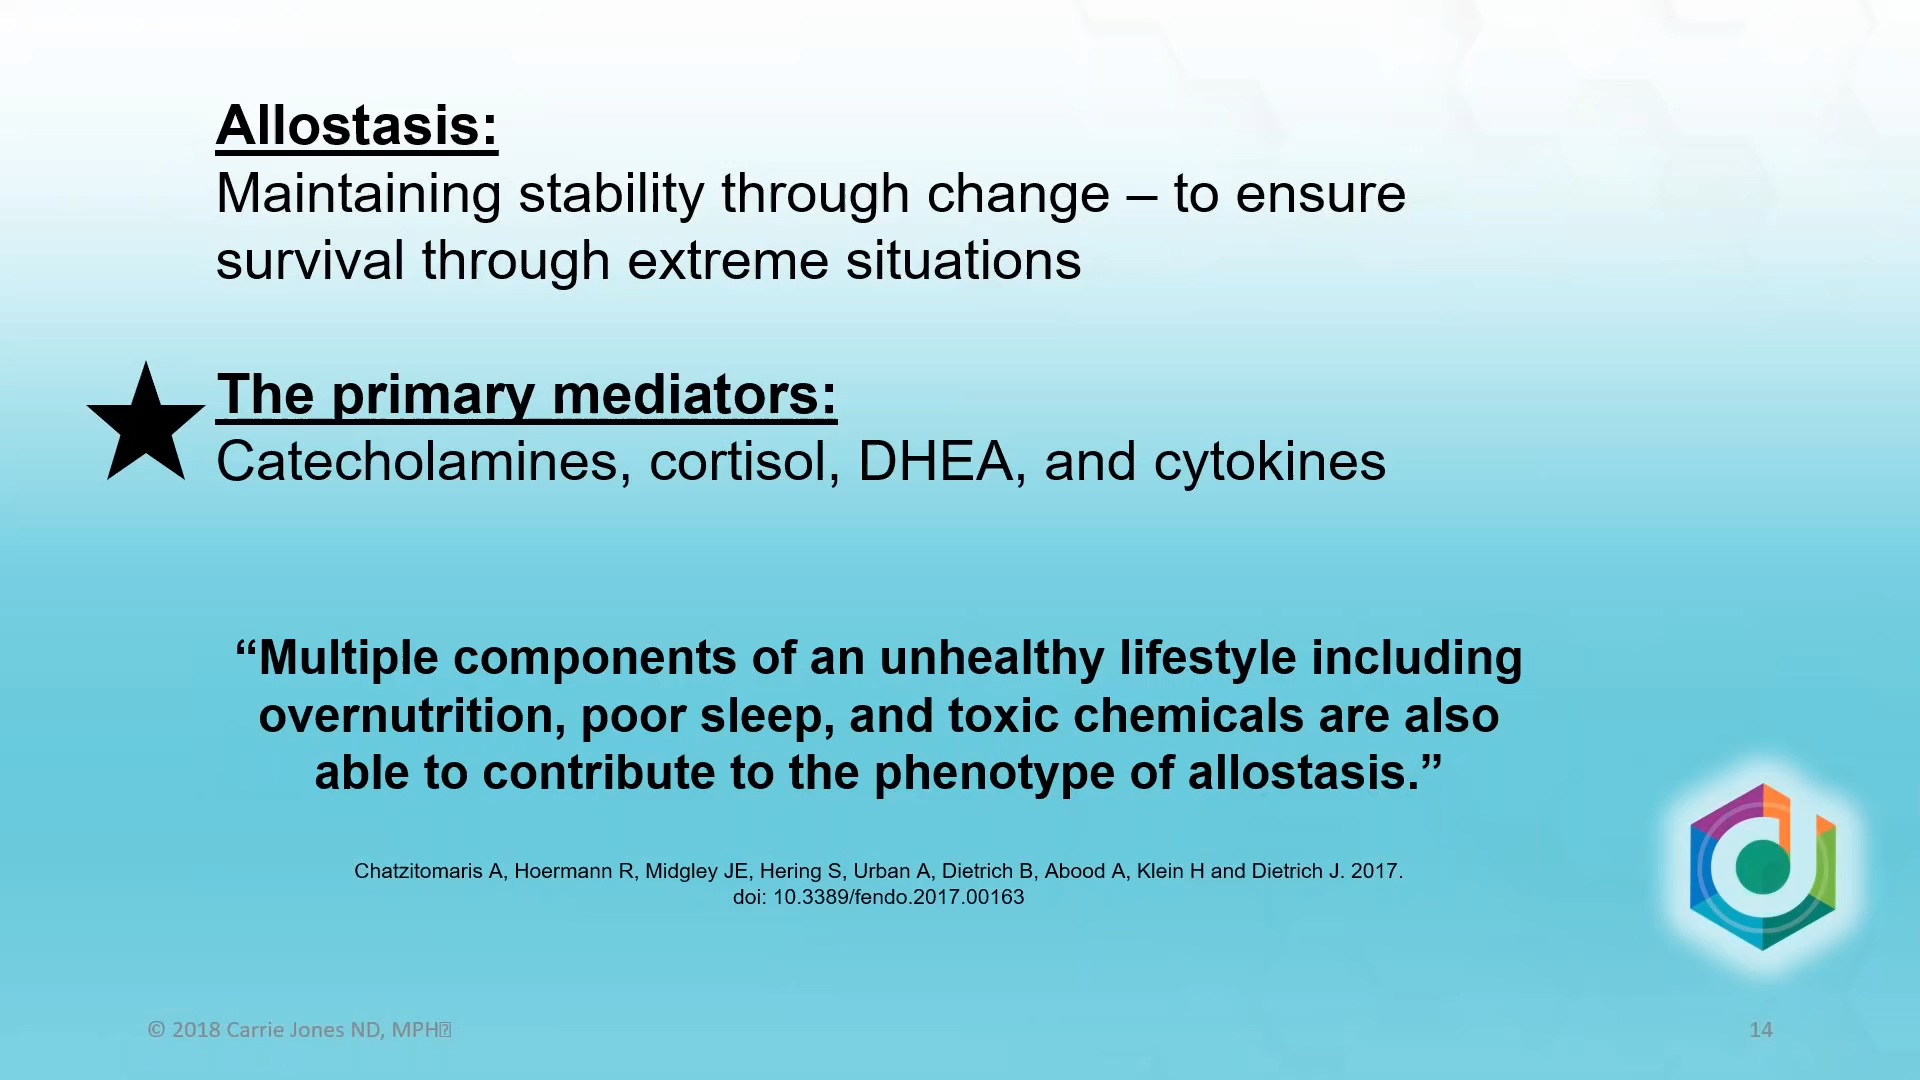 Allostasis:
Maintaining stability through change – to ensure
survival through extreme situations
The primary mediators:
Catecholamines, cortisol, DHEA, and cytokines
“Multiple components of an unhealthy lifestyle including
overnutrition, poor sleep, and toxic chemicals are also
able to contribute to the phenotype of allostasis.”
Chatzitomaris A, Hoermann R, Midgley JE, Hering S, Urban A, Dietrich B, Abood A, Klein H and Dietrich J. 2017.
doi: 10.3389/fendo.2017.00163
© 2018 Carrie Jones ND, MPH
14